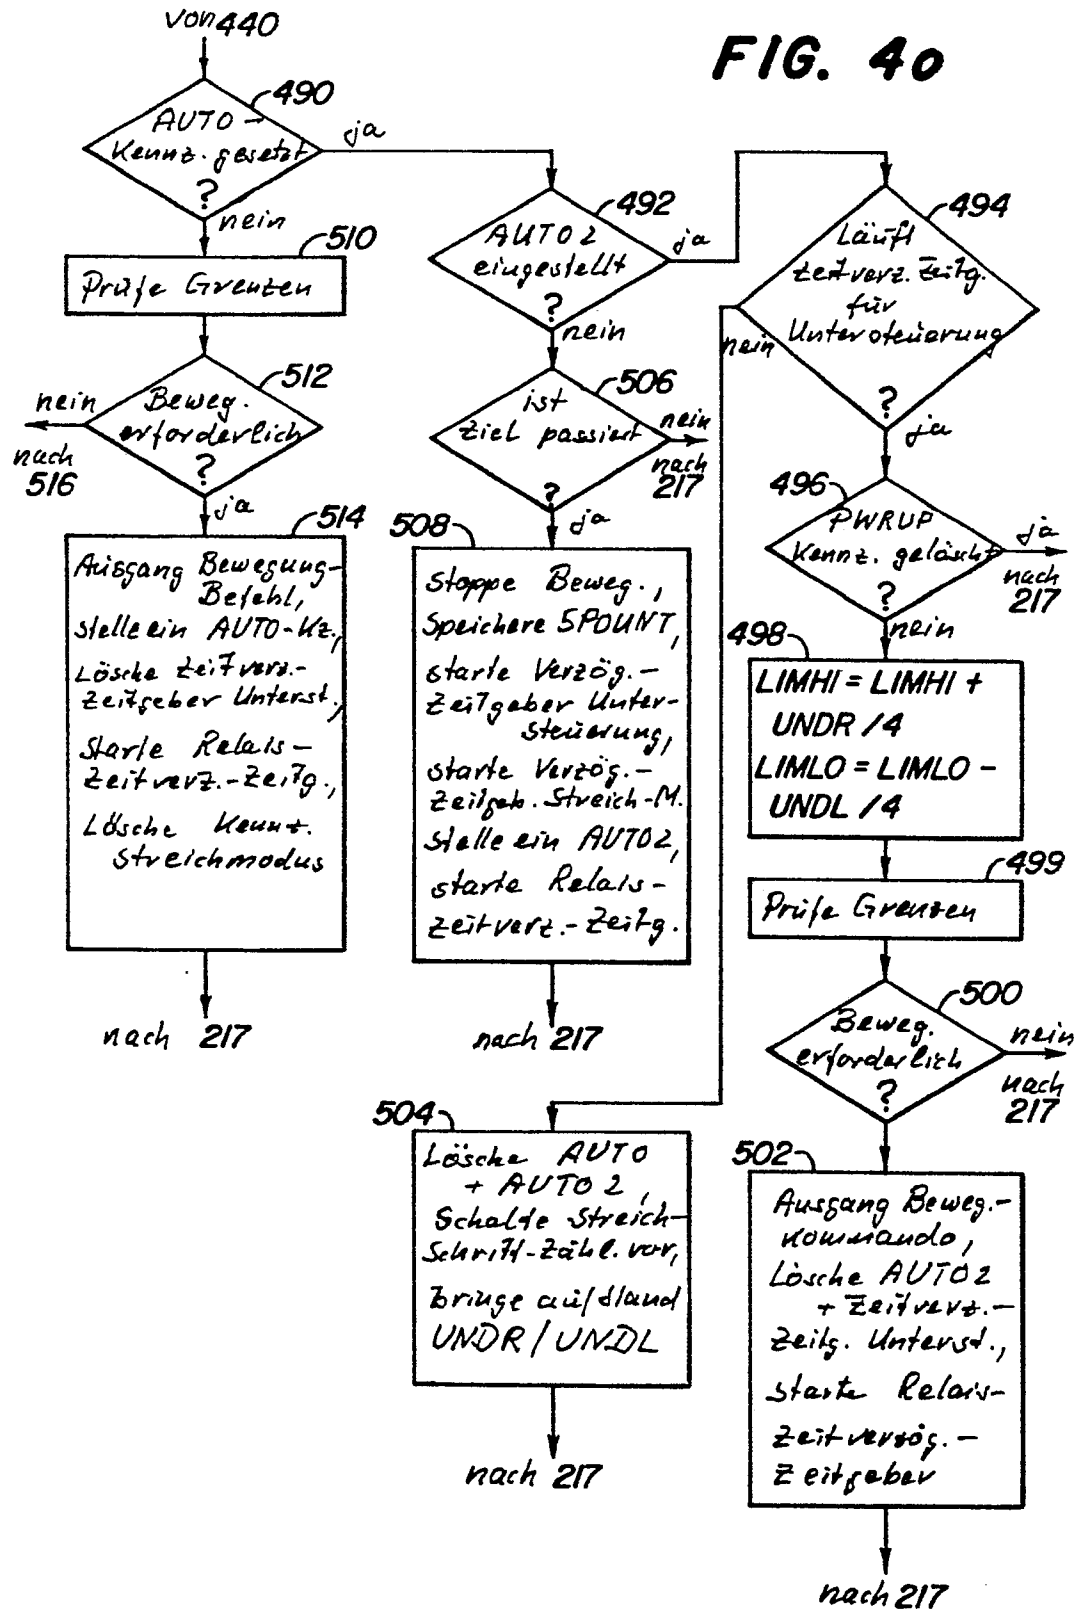 FIG. 4o
von 440
490
AUTO -
Kennz. gesetzt
?
ja
nein
510
Prüfe Grenzen
512
Beweg.
erforderlich
?
nein
nach
516
ja
514
Ausgang Bewegung-
Befehl,
stelle ein AUTO-Kz.,
Lösche Zeitverz.-
Zeitgeber Unterst.,
Starte Relais-
Zeitverz.-Zeitg.,
Lösche Kennz.
Streichmodus
nach 217
492
AUTO2
eingestellt
?
ja
nein
506
ist
Ziel passiert
?
nein
nach
217
ja
508
Stoppe Beweg.,
Speichere SPOUNT,
starte Verzög.-
Zeitgeber Unter-
steuerung,
starte Verzög.-
Zeitgeb. Streich-M.
stelle ein AUTO2,
starte Relais-
Zeitverz.-Zeitg.
nach 217
504
Lösche AUTO
+ AUTO2,
Schalte Streich-
Schritt-Zähl. vor,
bringe auf Stand
UNDR/UNDL
nach 217
494
Läuft
Zeitverz. Zeitg.
für
Untersteuerung
?
nein
ja
496
PWRUP
Kennz. gelöscht
?
ja
nach
217
nein
498
LIMHI = LIMHI +
UNDR /4
LIMLO = LIMLO -
UNDL /4
499
Prüfe Grenzen
500
Beweg.
erforderlich
?
nein
nach
217
502
Ausgang Beweg.-
Kommando,
Lösche AUTO2
+ Zeitverz.-
Zeitg. Unterst.,
starte Relais-
Zeitverzög.-
Zeitgeber
nach 217